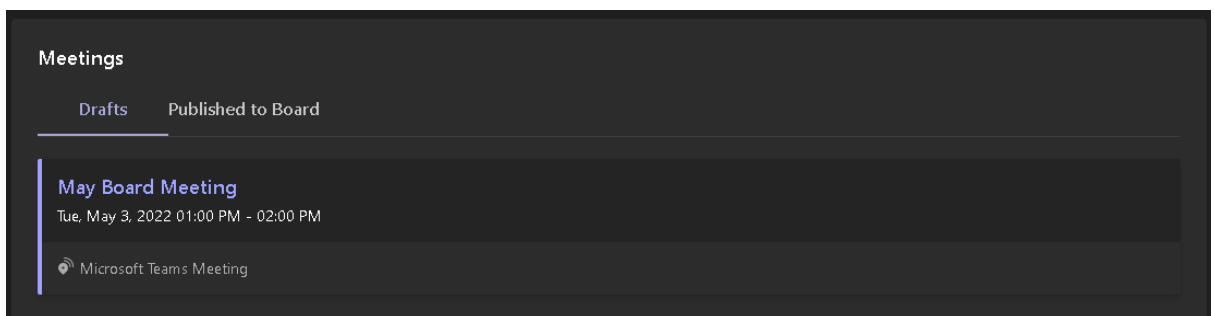 Meetings
Drafts Published to Board
May Board Meeting
Tue, May 3, 2022 01:00 PM - 02:00 PM
Microsoft Teams Meeting